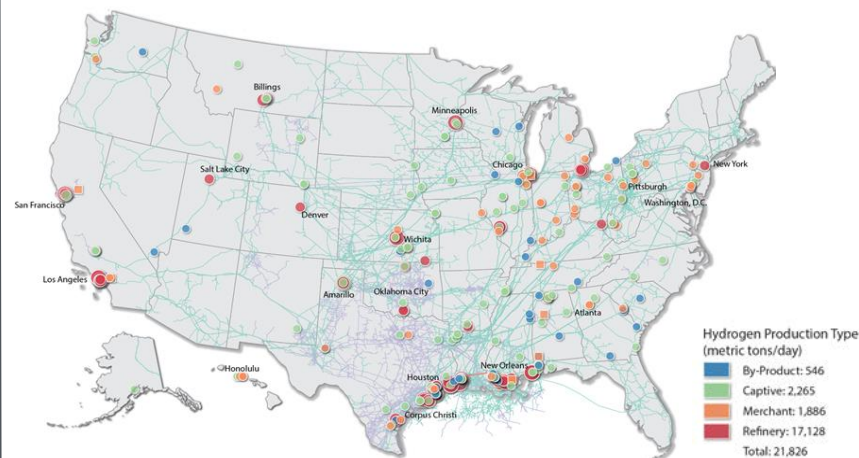 Billings
Minneapolis
Chicago
New York
Salt Lake City
Pittsburgh
San Francisco
Washington, D.C.
Denver
Wichita
Los Angeles
Amarillo
Oklahoma City
Atlanta
Honolulu
Houston
New Orleans
Corpus Christi
Hydrogen Production Type
(metric tons/day)
By-Product: 546
Captive: 2,265
Merchant: 1,886
Refinery: 17,128
Total: 21,826